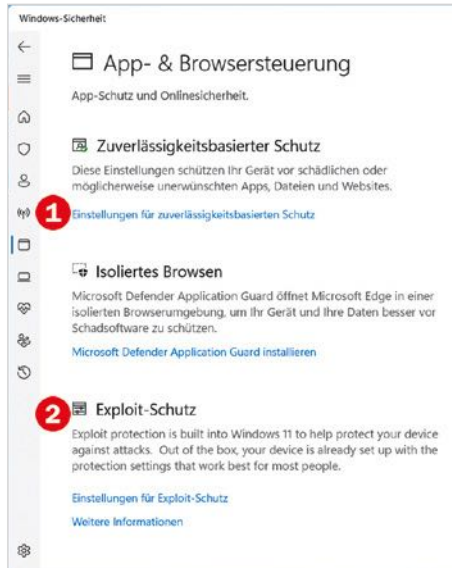 Windows-Sicherheit
App- & Browsersteuerung
App-Schutz und Onlinesicherheit.
Zuverlässigkeitsbasierter Schutz
Diese Einstellungen schützen Ihr Gerät vor schädlichen oder
möglicherweise unerwünschten Apps, Dateien und Websites.
1 Einstellungen für zuverlässigkeitsbasierten Schutz
Isoliertes Browsen
Microsoft Defender Application Guard öffnet Microsoft Edge in einer
isolierten Browserumgebung, um Ihr Gerät und Ihre Daten besser vor
Schadsoftware zu schützen.
Microsoft Defender Application Guard installieren
2 Exploit-Schutz
Exploit protection is built into Windows 11 to help protect your device
against attacks. Out of the box, your device is already set up with the
protection settings that work best for most people.
Einstellungen für Exploit-Schutz
Weitere Informationen